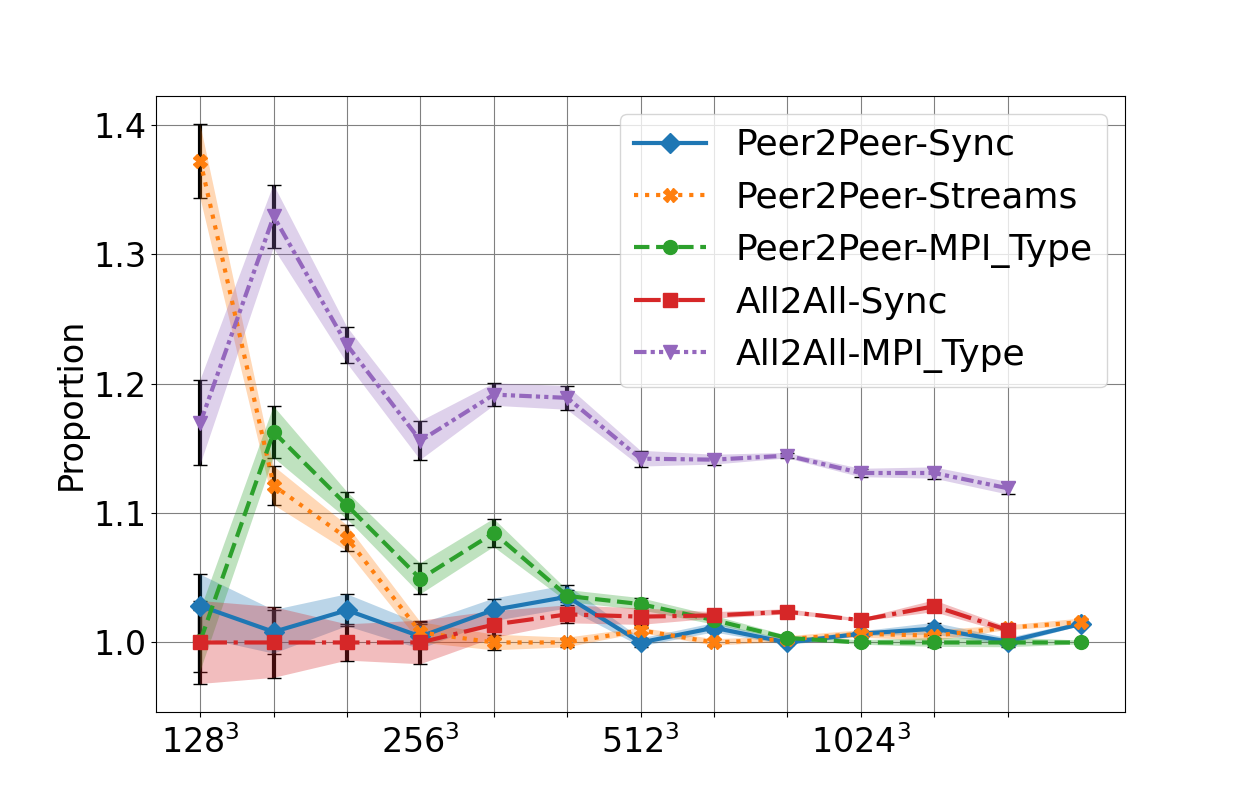 Proportion
1.4
1.3
1.2
1.1
1.0
128³
256³
512³
1024³
Peer2Peer-Sync
Peer2Peer-Streams
Peer2Peer-MPI_Type
All2All-Sync
All2All-MPI_Type